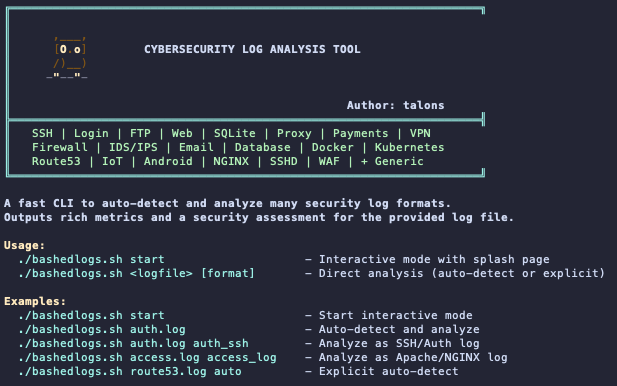 ,___,
[O.o]
/)__)
-"--"-
CYBERSECURITY LOG ANALYSIS TOOL
Author: talons
SSH | Login | FTP | Web | SQLite | Proxy | Payments | VPN
Firewall | IDS/IPS | Email | Database | Docker | Kubernetes
Route53 | IoT | Android | NGINX | SSHD | WAF | + Generic
A fast CLI to auto-detect and analyze many security log formats.
Outputs rich metrics and a security assessment for the provided log file.
Usage:
./bashedlogs.sh start – Interactive mode with splash page
./bashedlogs.sh <logfile> [format] – Direct analysis (auto-detect or explicit)
Examples:
./bashedlogs.sh start – Start interactive mode
./bashedlogs.sh auth.log – Auto-detect and analyze
./bashedlogs.sh auth.log auth_ssh – Analyze as SSH/Auth log
./bashedlogs.sh access.log access_log – Analyze as Apache/NGINX log
./bashedlogs.sh route53.log auto – Explicit auto-detect